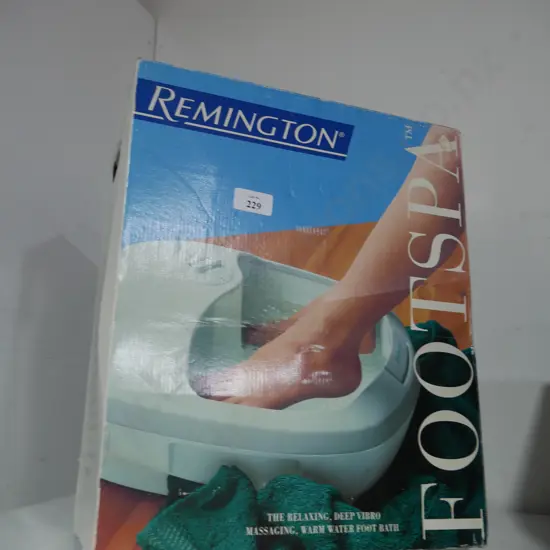 REMINGTON®
229
FOOTSPA™
THE RELAXING, DEEP VIBRO
MASSAGING, WARM WATER FOOT BATH